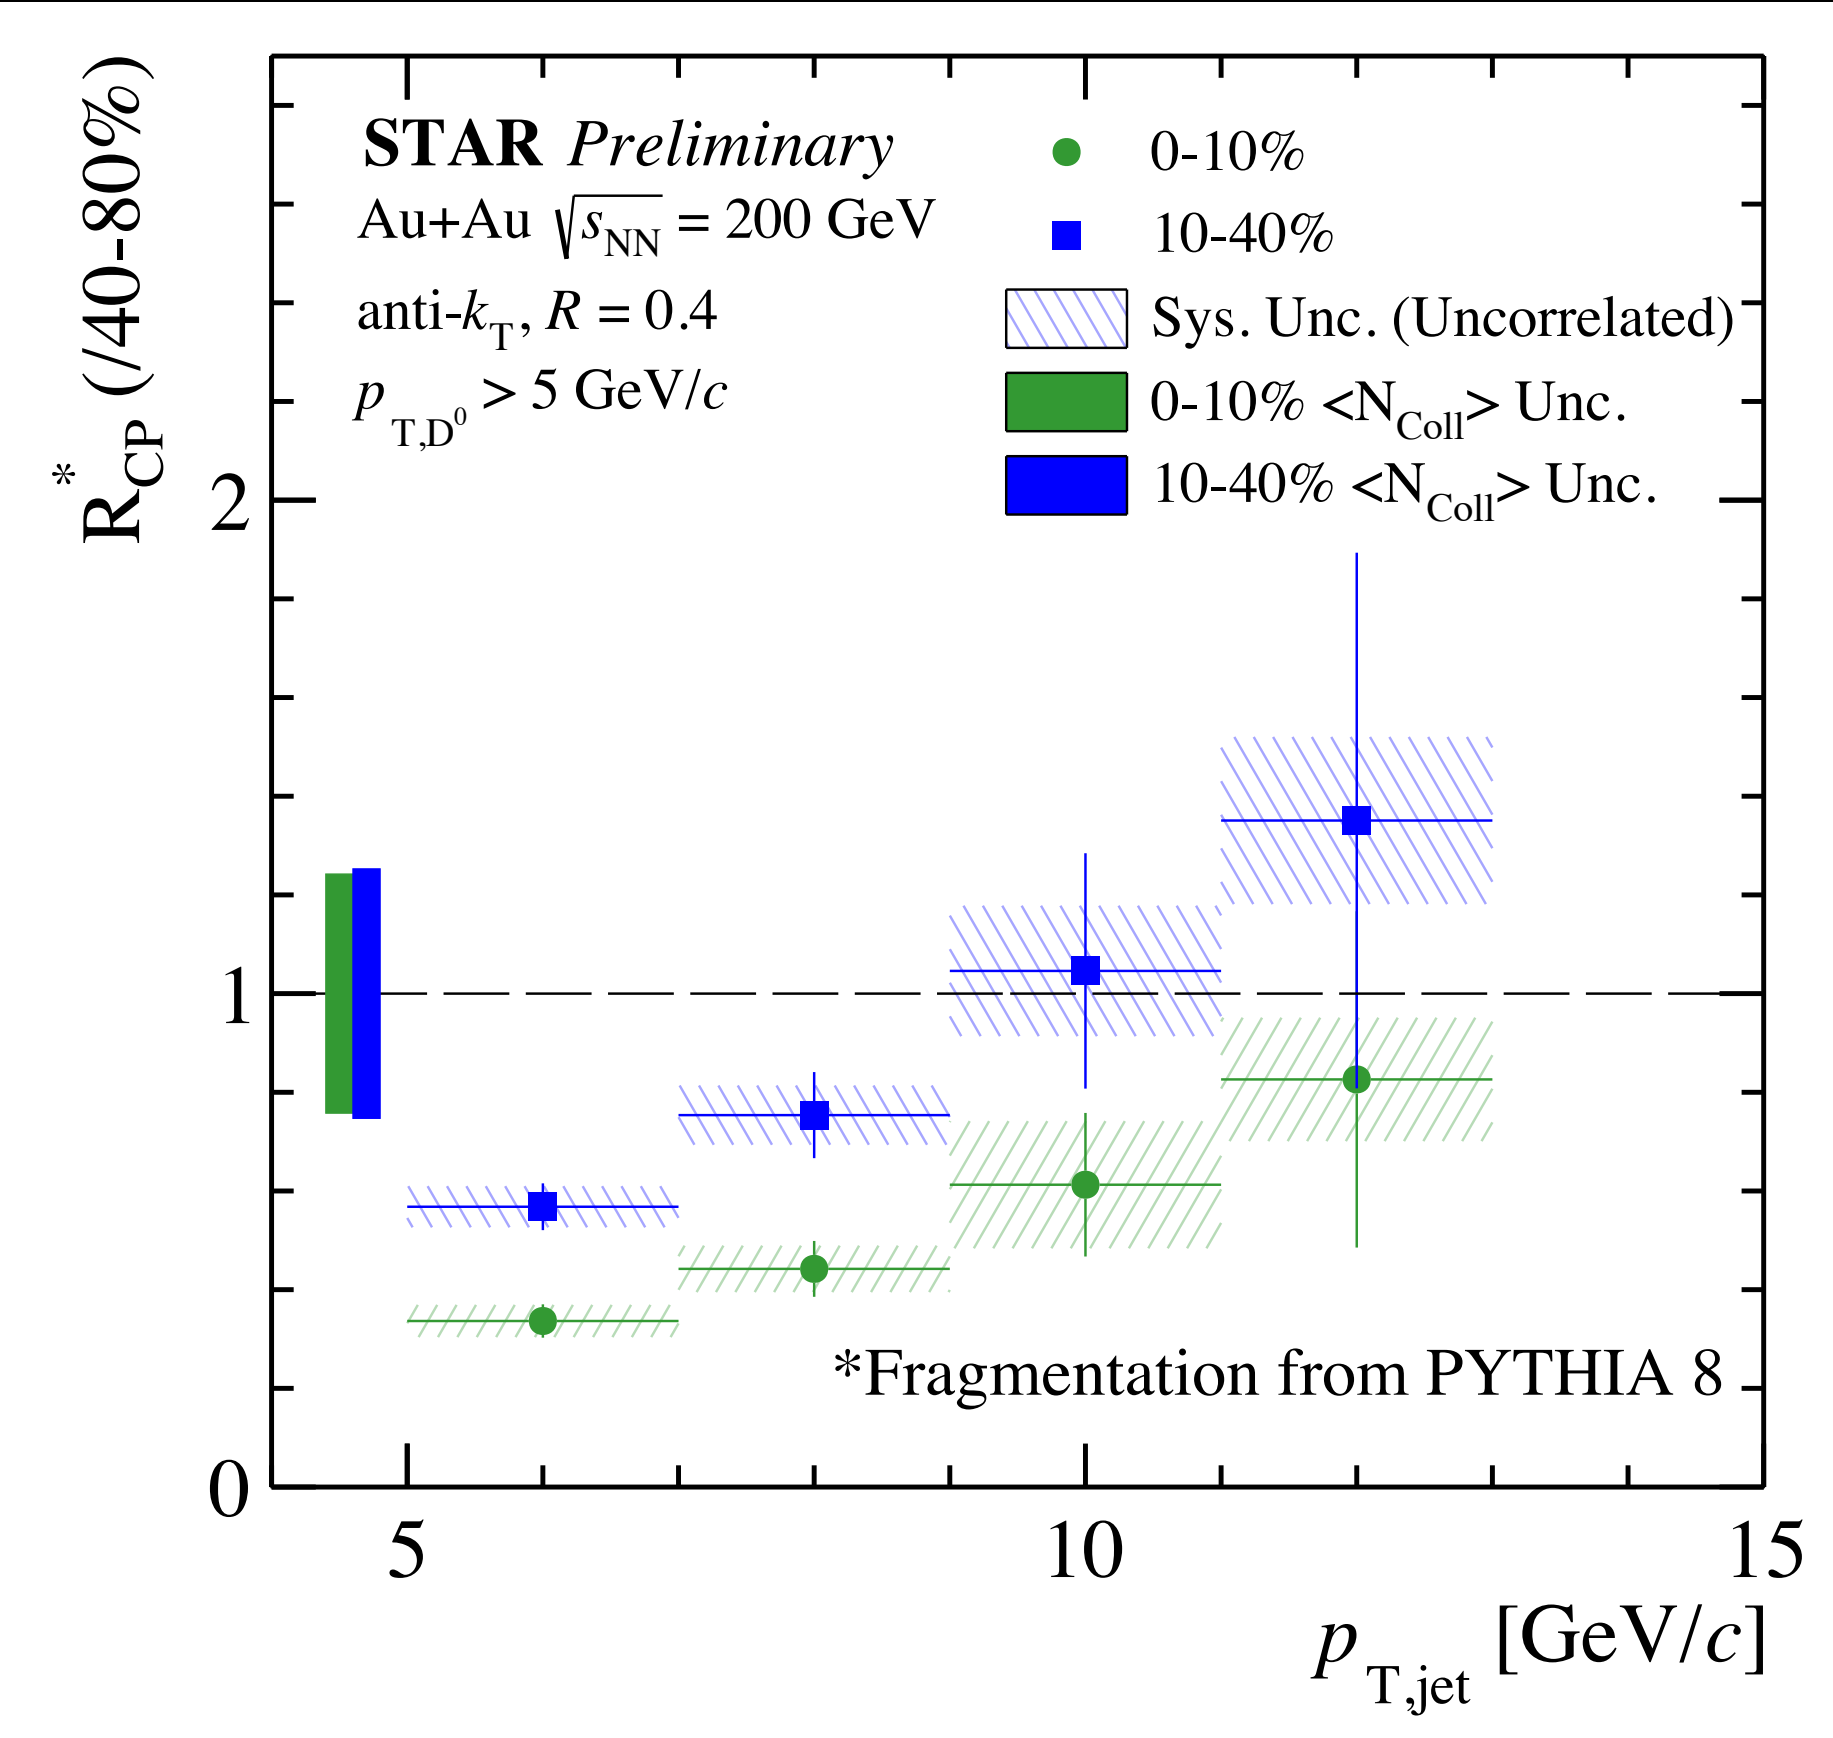 R*CP (/40-80%)
STAR Preliminary
Au+Au √sNN = 200 GeV
anti-kT, R = 0.4
pT,D0 > 5 GeV/c
0-10%
10-40%
Sys. Unc. (Uncorrelated)
0-10% <NColl> Unc.
10-40% <NColl> Unc.
2
1
0
*Fragmentation from PYTHIA 8
5 10 15
pT,jet [GeV/c]